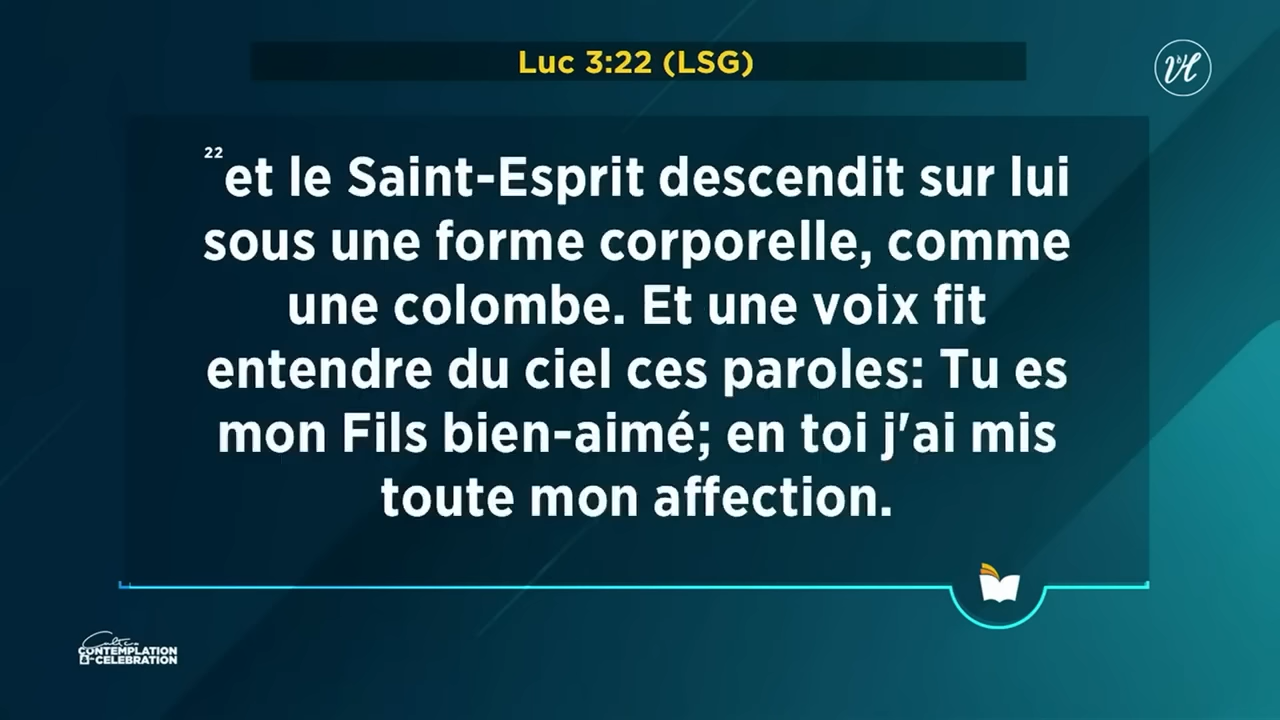 Luc 3:22 (LSG)
22 et le Saint-Esprit descendit sur lui
sous une forme corporelle, comme
une colombe. Et une voix fit
entendre du ciel ces paroles: Tu es
mon Fils bien-aimé; en toi j'ai mis
toute mon affection.
CONTEMPLATION
CELEBRATION